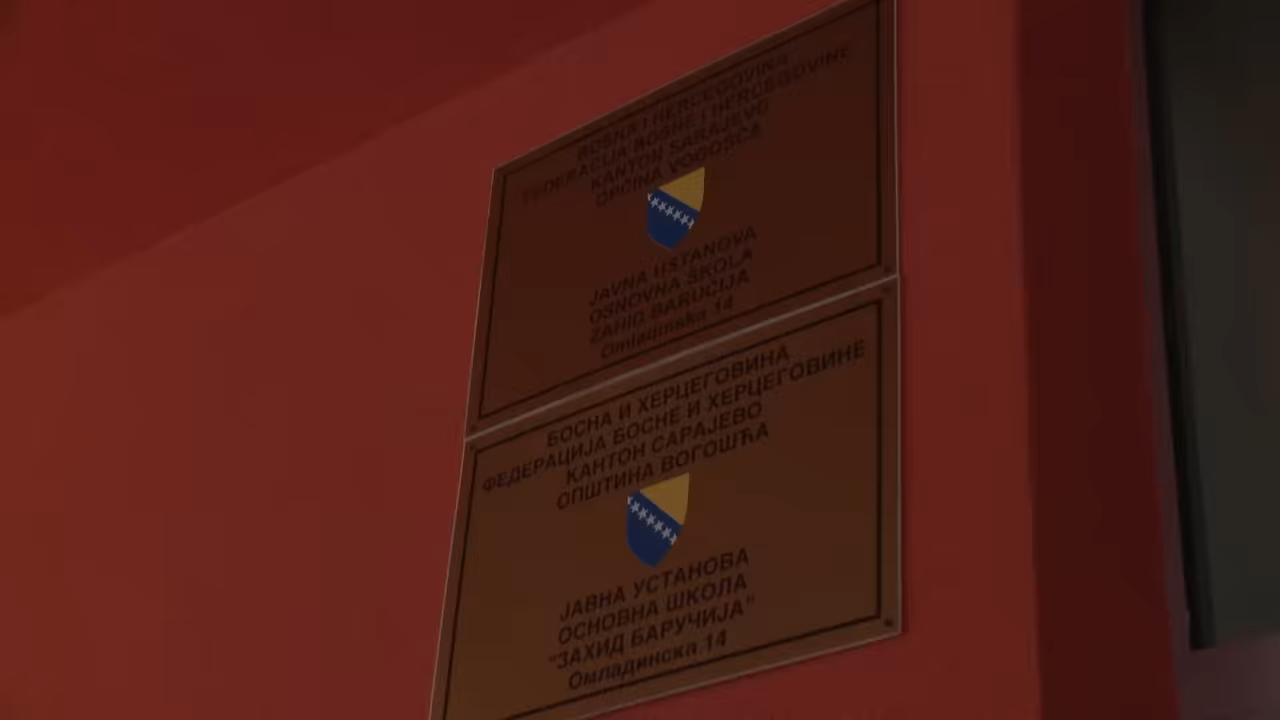 BOSNA I HERCEGOVINA
FEDERACIJA BOSNE I HERCEGOVINE
KANTON SARAJEVO
OPĆINA VOGOŠĆA
JAVNA USTANOVA
OSNOVNA ŠKOLA
ZAHID BARUČIJA
Omladinska 14
БОСНА И ХЕРЦЕГОВИНА
ФЕДЕРАЦИЈА БОСНЕ И ХЕРЦЕГОВИНЕ
КАНТОН САРАЈЕВО
ОПШТИНА ВОГОШЋА
ЈАВНА УСТАНОВА
ОСНОВНА ШКОЛА
"ЗАХИД БАРУЧИЈА"
Омладинска 14